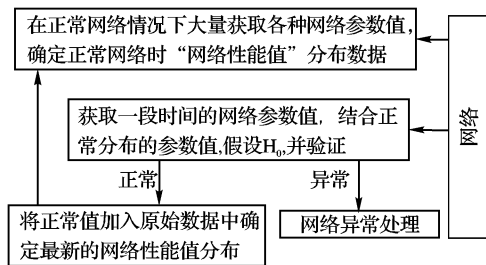 在正常网络情况下大量获取各种网络参数值,
确定正常网络时“网络性能值”分布数据
获取一段时间的网络参数值, 结合正
常分布的参数值,假设H₀,并验证
网络
正常
异常
将正常值加入原始数据中确
定最新的网络性能值分布
网络异常处理